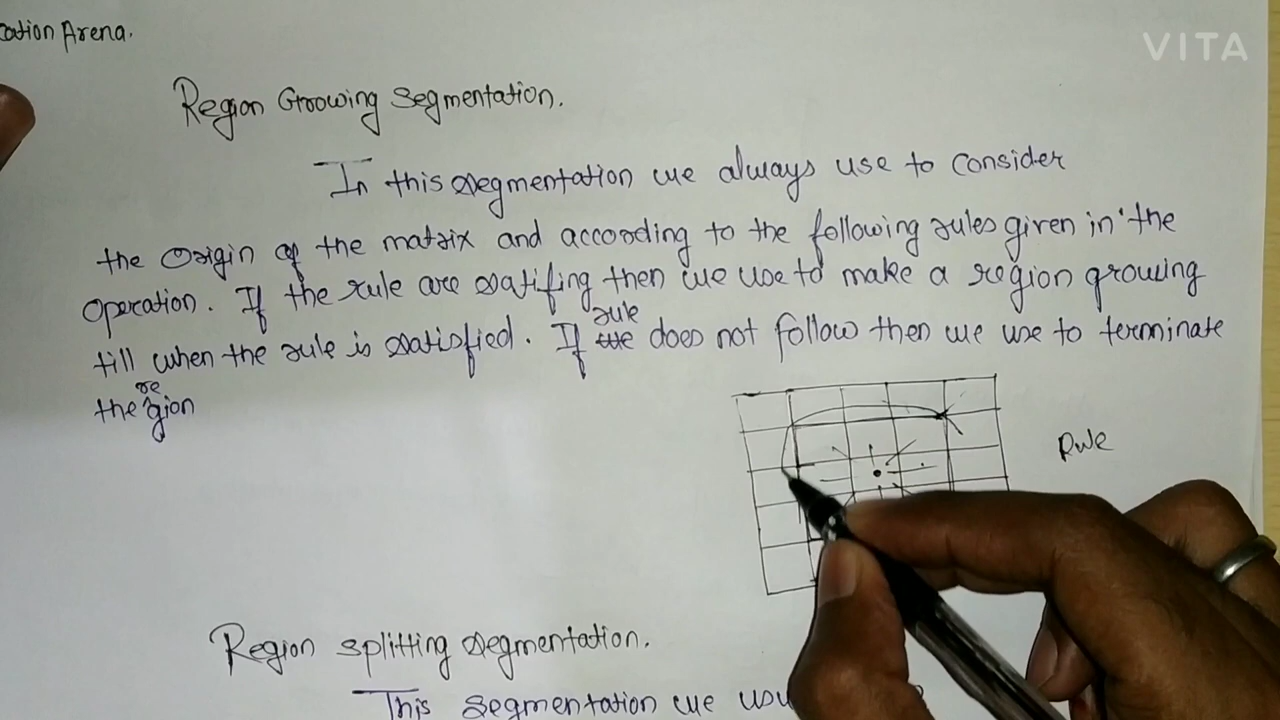 cation Arena.
VITA
Region Growing Segmentation.
In this segmentation we always use to consider
the Origin of the matrix and according to the following rules given in the
operation. If the rule are satifing then we use to make a region growing
till when the rule is satisfied. If rule does not follow then we use to terminate
the region
Rule
Region splitting segmentation.
This segmentation we usu